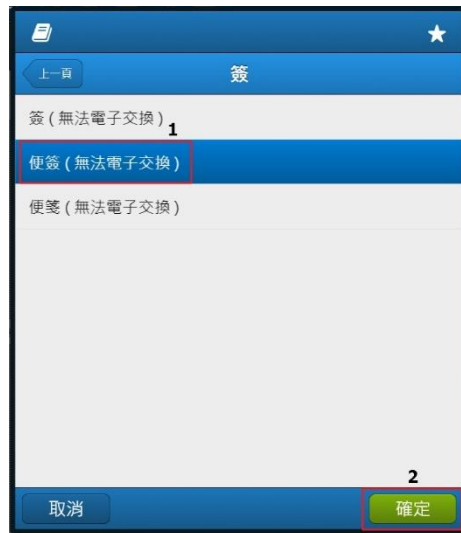 上一頁 簽
簽 ( 無法電子交換 )
1
便簽 ( 無法電子交換 )
便箋 ( 無法電子交換 )
2
取消 確定